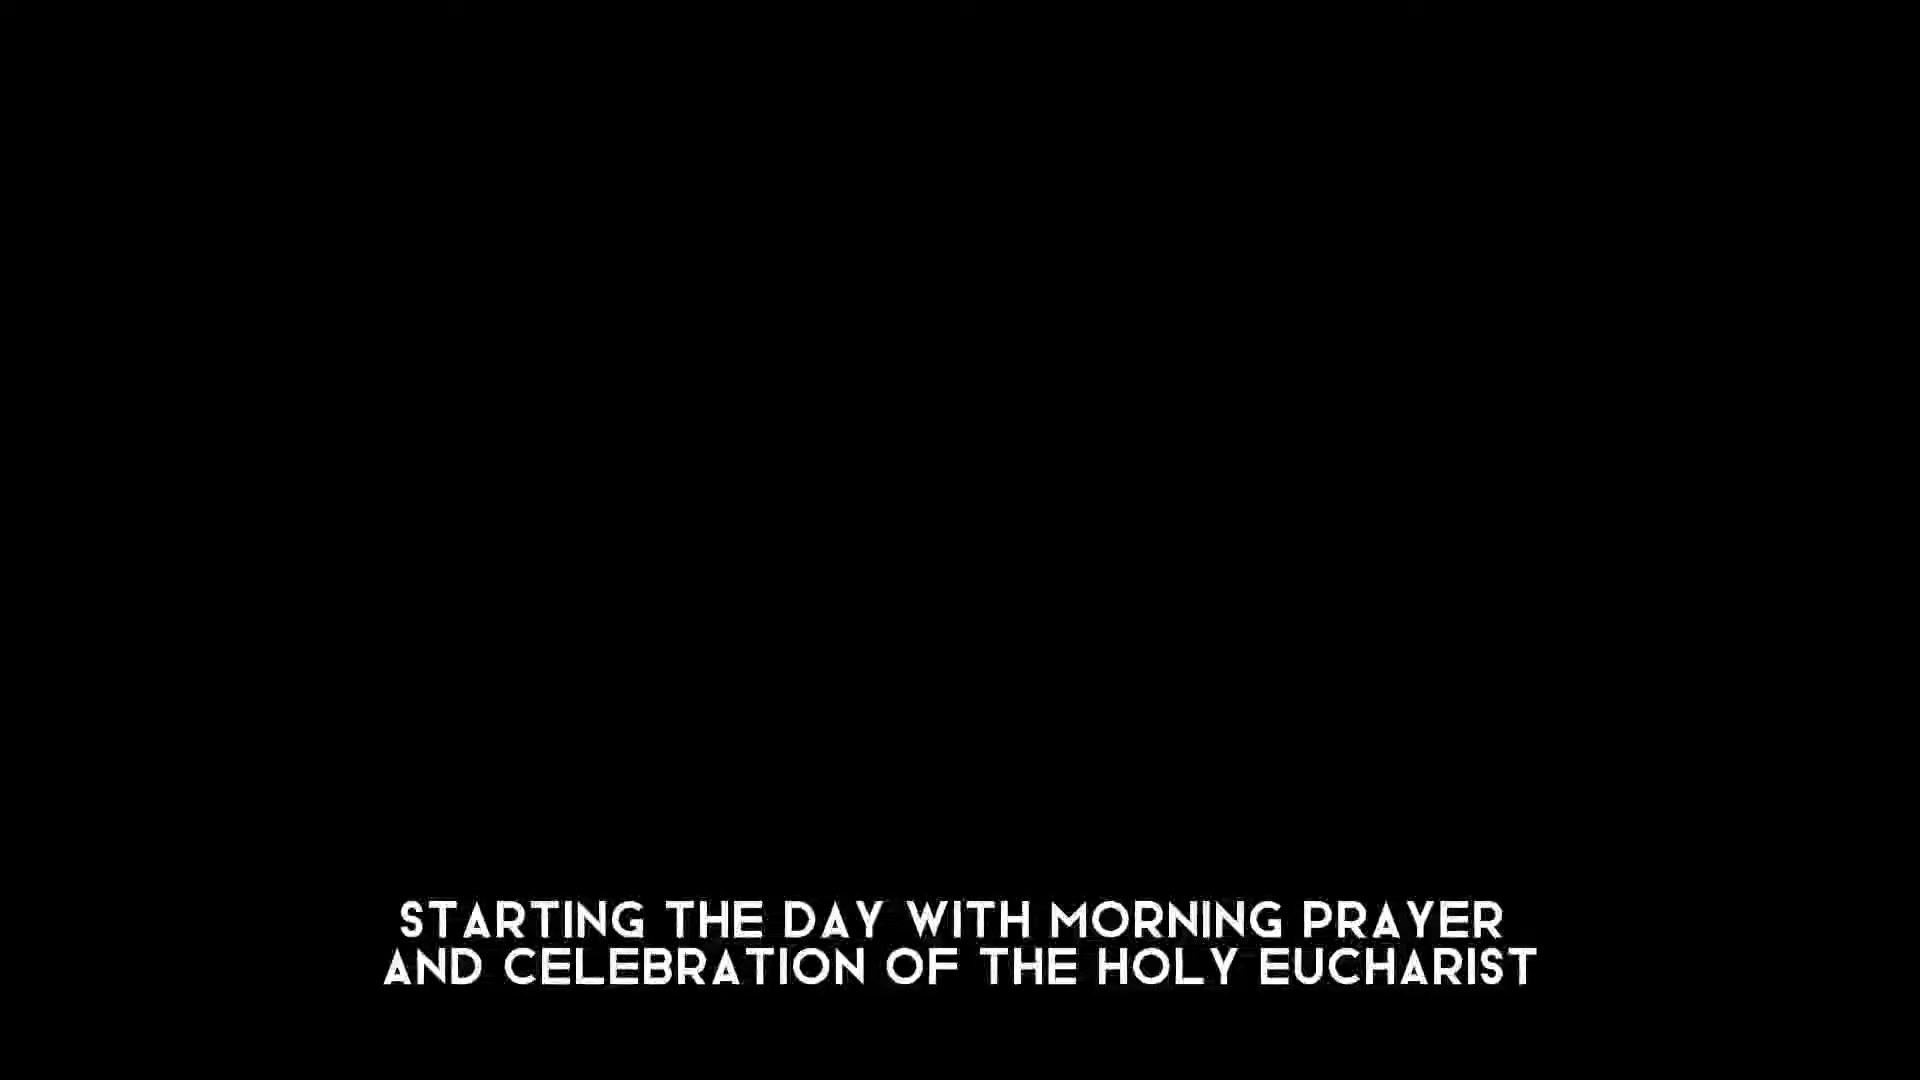 STARTING THE DAY WITH MORNING PRAYER
AND CELEBRATION OF THE HOLY EUCHARIST